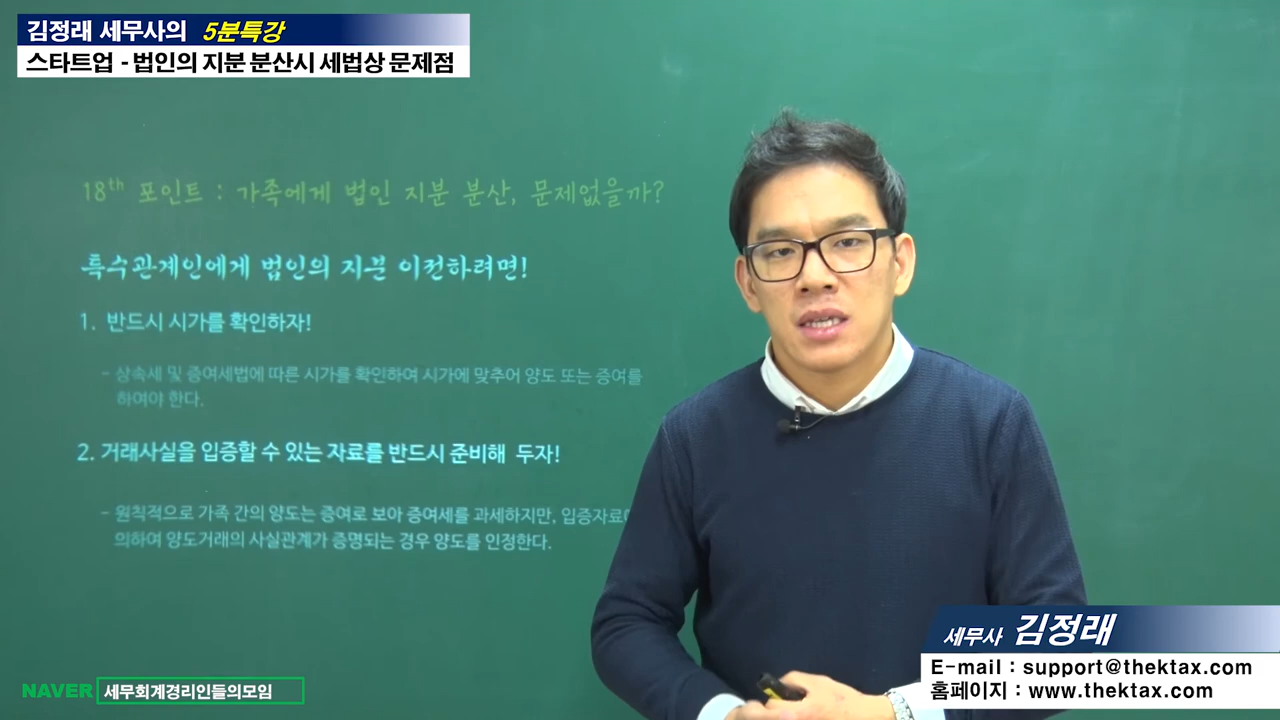 김정래 세무사의 5분특강
스타트업 - 법인의 지분 분산시 세법상 문제점
18th 포인트 : 가족에게 법인 지분 분산, 문제없을까?
특수관계인에게 법인의 지분 이전하려면!
1. 반드시 시가를 확인하자!
- 상속세 및 증여세법에 따른 시가를 확인하여 시가에 맞추어 양도 또는 증여를
하여야 한다.
2. 거래사실을 입증할 수 있는 자료를 반드시 준비해 두자!
- 원칙적으로 가족 간의 양도는 증여로 보아 증여세를 과세하지만, 입증자료
의하여 양도거래의 사실관계가 증명되는 경우 양도를 인정한다.
세무사 김정래
E-mail : support@thektax.com
홈페이지 : www.thektax.com
NAVER 세무회계경리인들의모임